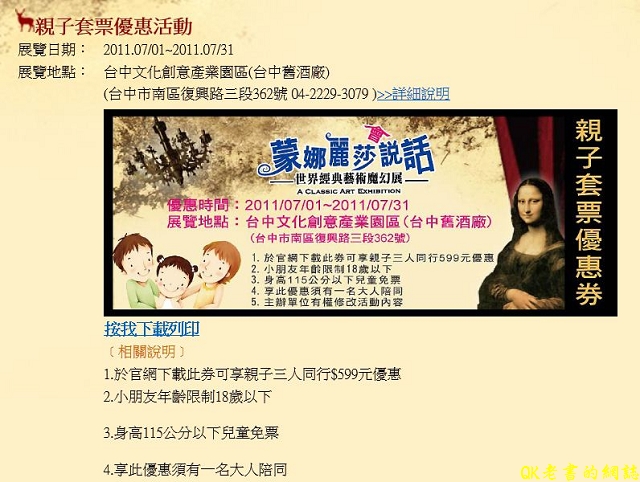 親子套票優惠活動
展覽日期： 2011.07/01~2011.07/31
展覽地點： 台中文化創意產業園區(台中舊酒廠)
(台中市南區復興路三段362號 04-2229-3079 )>>詳細說明
蒙娜麗莎會說話
世界經典藝術魔幻展
A CLASSIC ART EXHIBITION
優惠時間：2011/07/01~2011/07/31
展覽地點：台中文化創意產業園區(台中舊酒廠)
(台中市南區復興路三段362號)
1. 於官網下載此券可享親子三人同行599元優惠
2. 小朋友年齡限制18歲以下
3. 身高115公分以下兒童免票
4. 享此優惠須有一名大人陪同
5. 主辦單位有權修改活動內容
親子套票優惠券
按我下載列印
﹝相關說明﹞
1.於官網下載此券可享親子三人同行$599元優惠
2.小朋友年齡限制18歲以下
3.身高115公分以下兒童免票
4.享此優惠須有一名大人陪同
QK老書的網誌